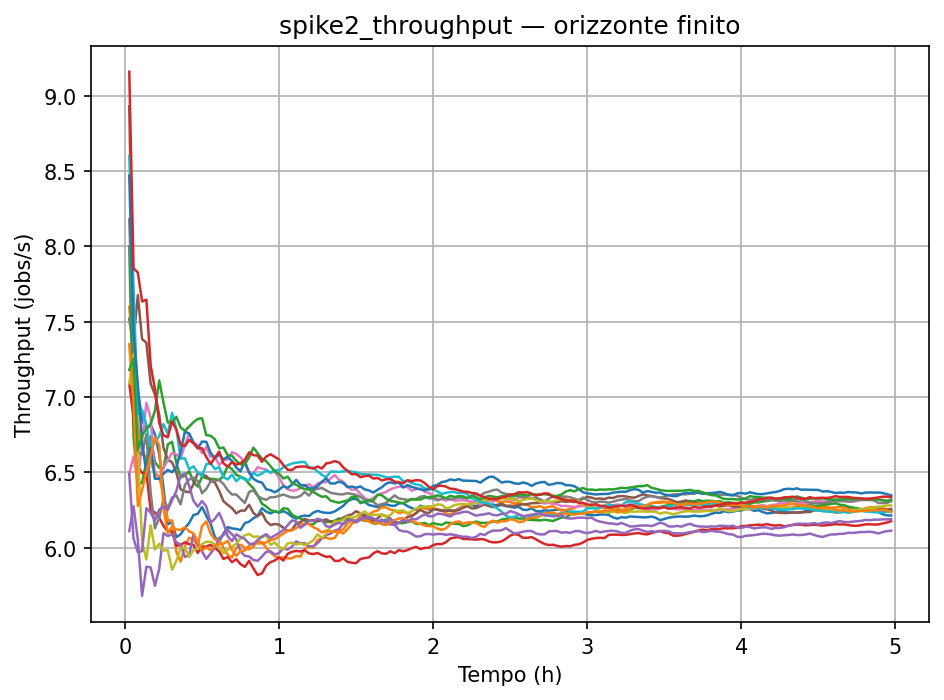 spike2_throughput — orizzonte finito
Throughput (jobs/s)
9.0
8.5
8.0
7.5
7.0
6.5
6.0
0 1 2 3 4 5
Tempo (h)